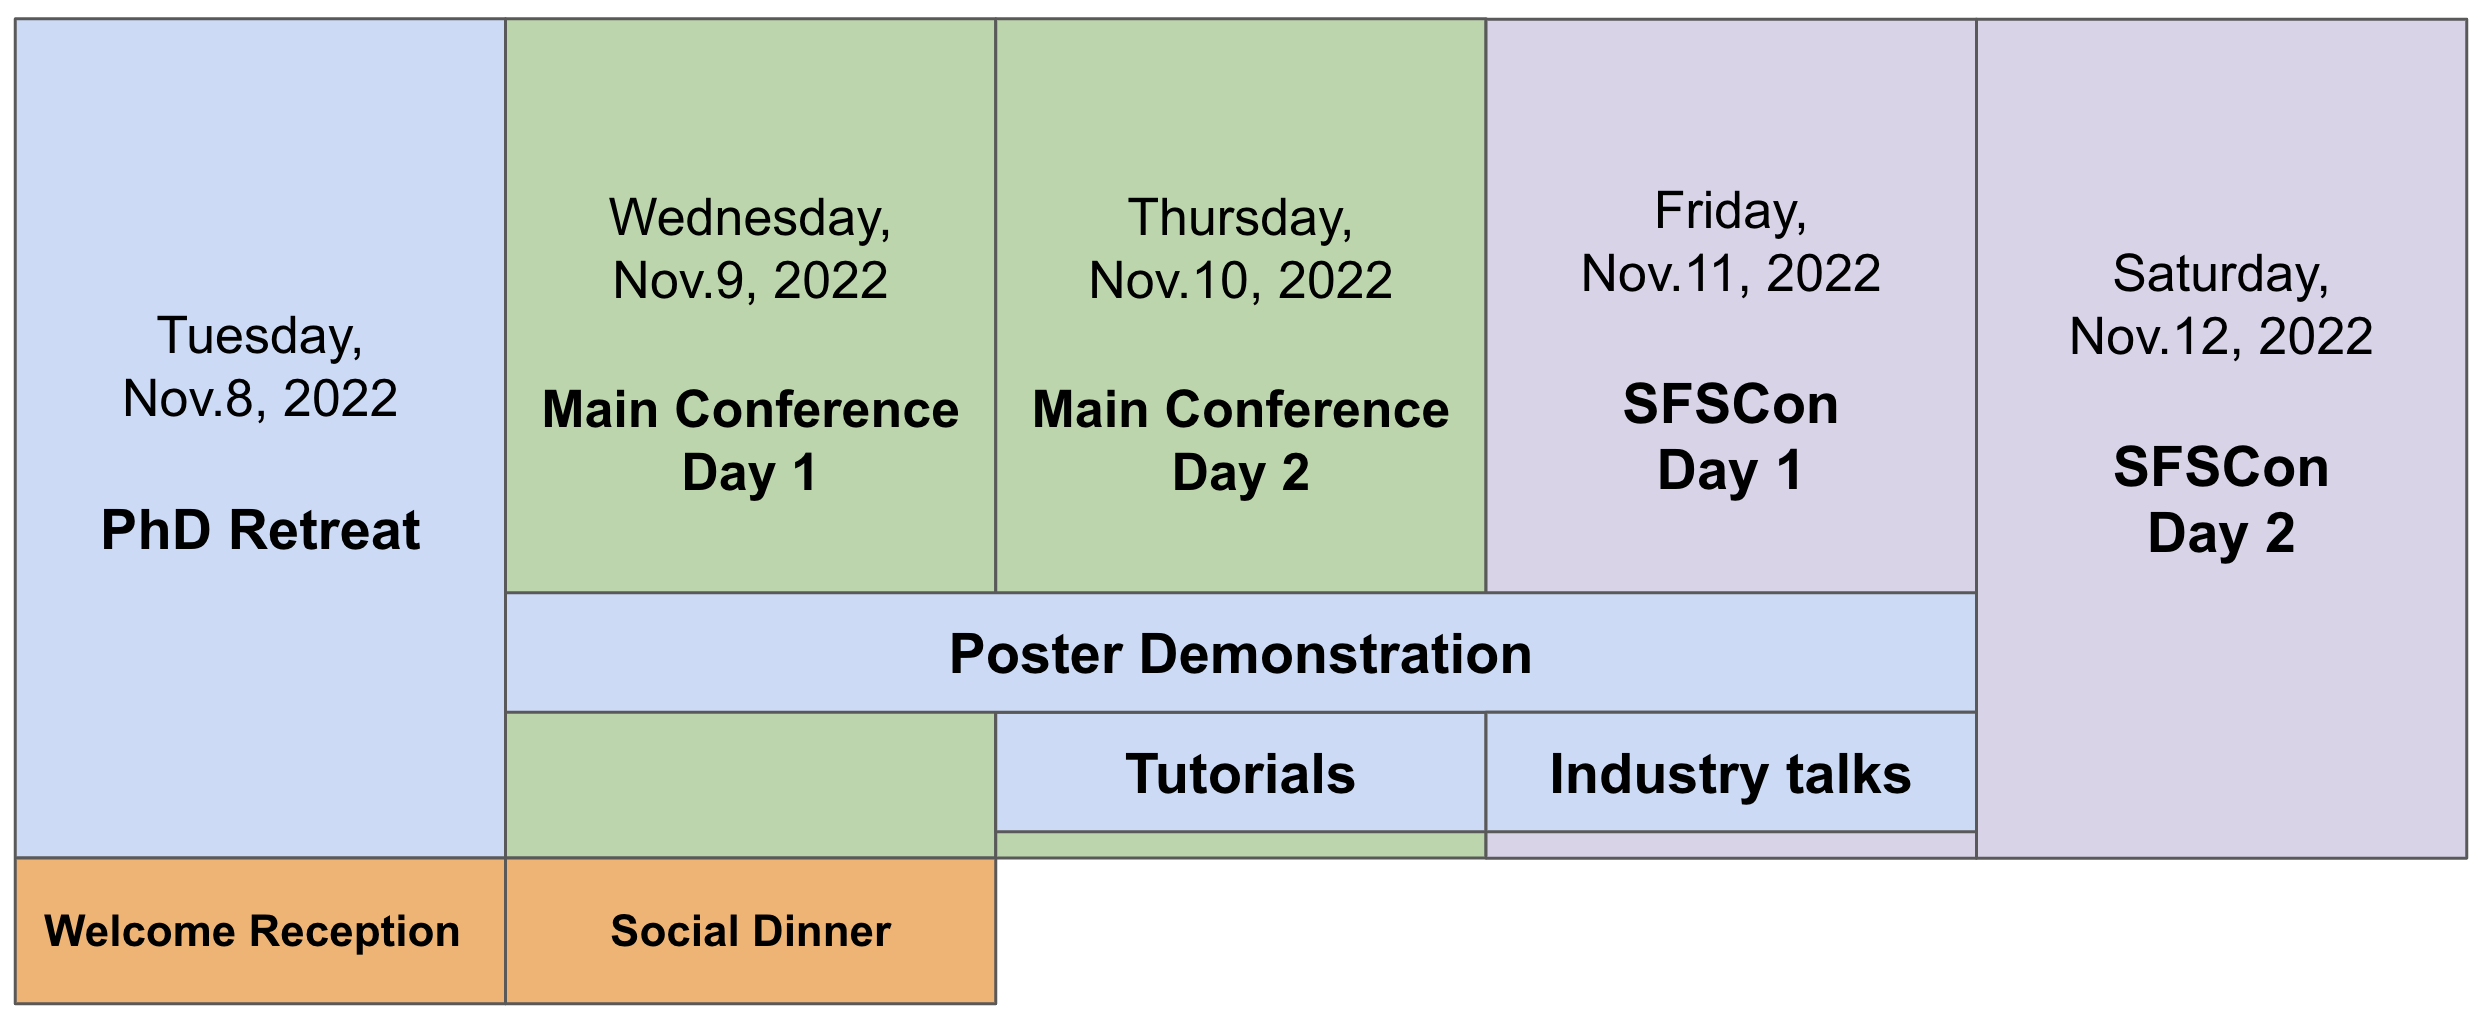 Tuesday,
Nov.8, 2022
PhD Retreat
Wednesday,
Nov.9, 2022
Main Conference
Day 1
Thursday,
Nov.10, 2022
Main Conference
Day 2
Friday,
Nov.11, 2022
SFSCon
Day 1
Saturday,
Nov.12, 2022
SFSCon
Day 2
Poster Demonstration
Tutorials
Industry talks
Welcome Reception
Social Dinner